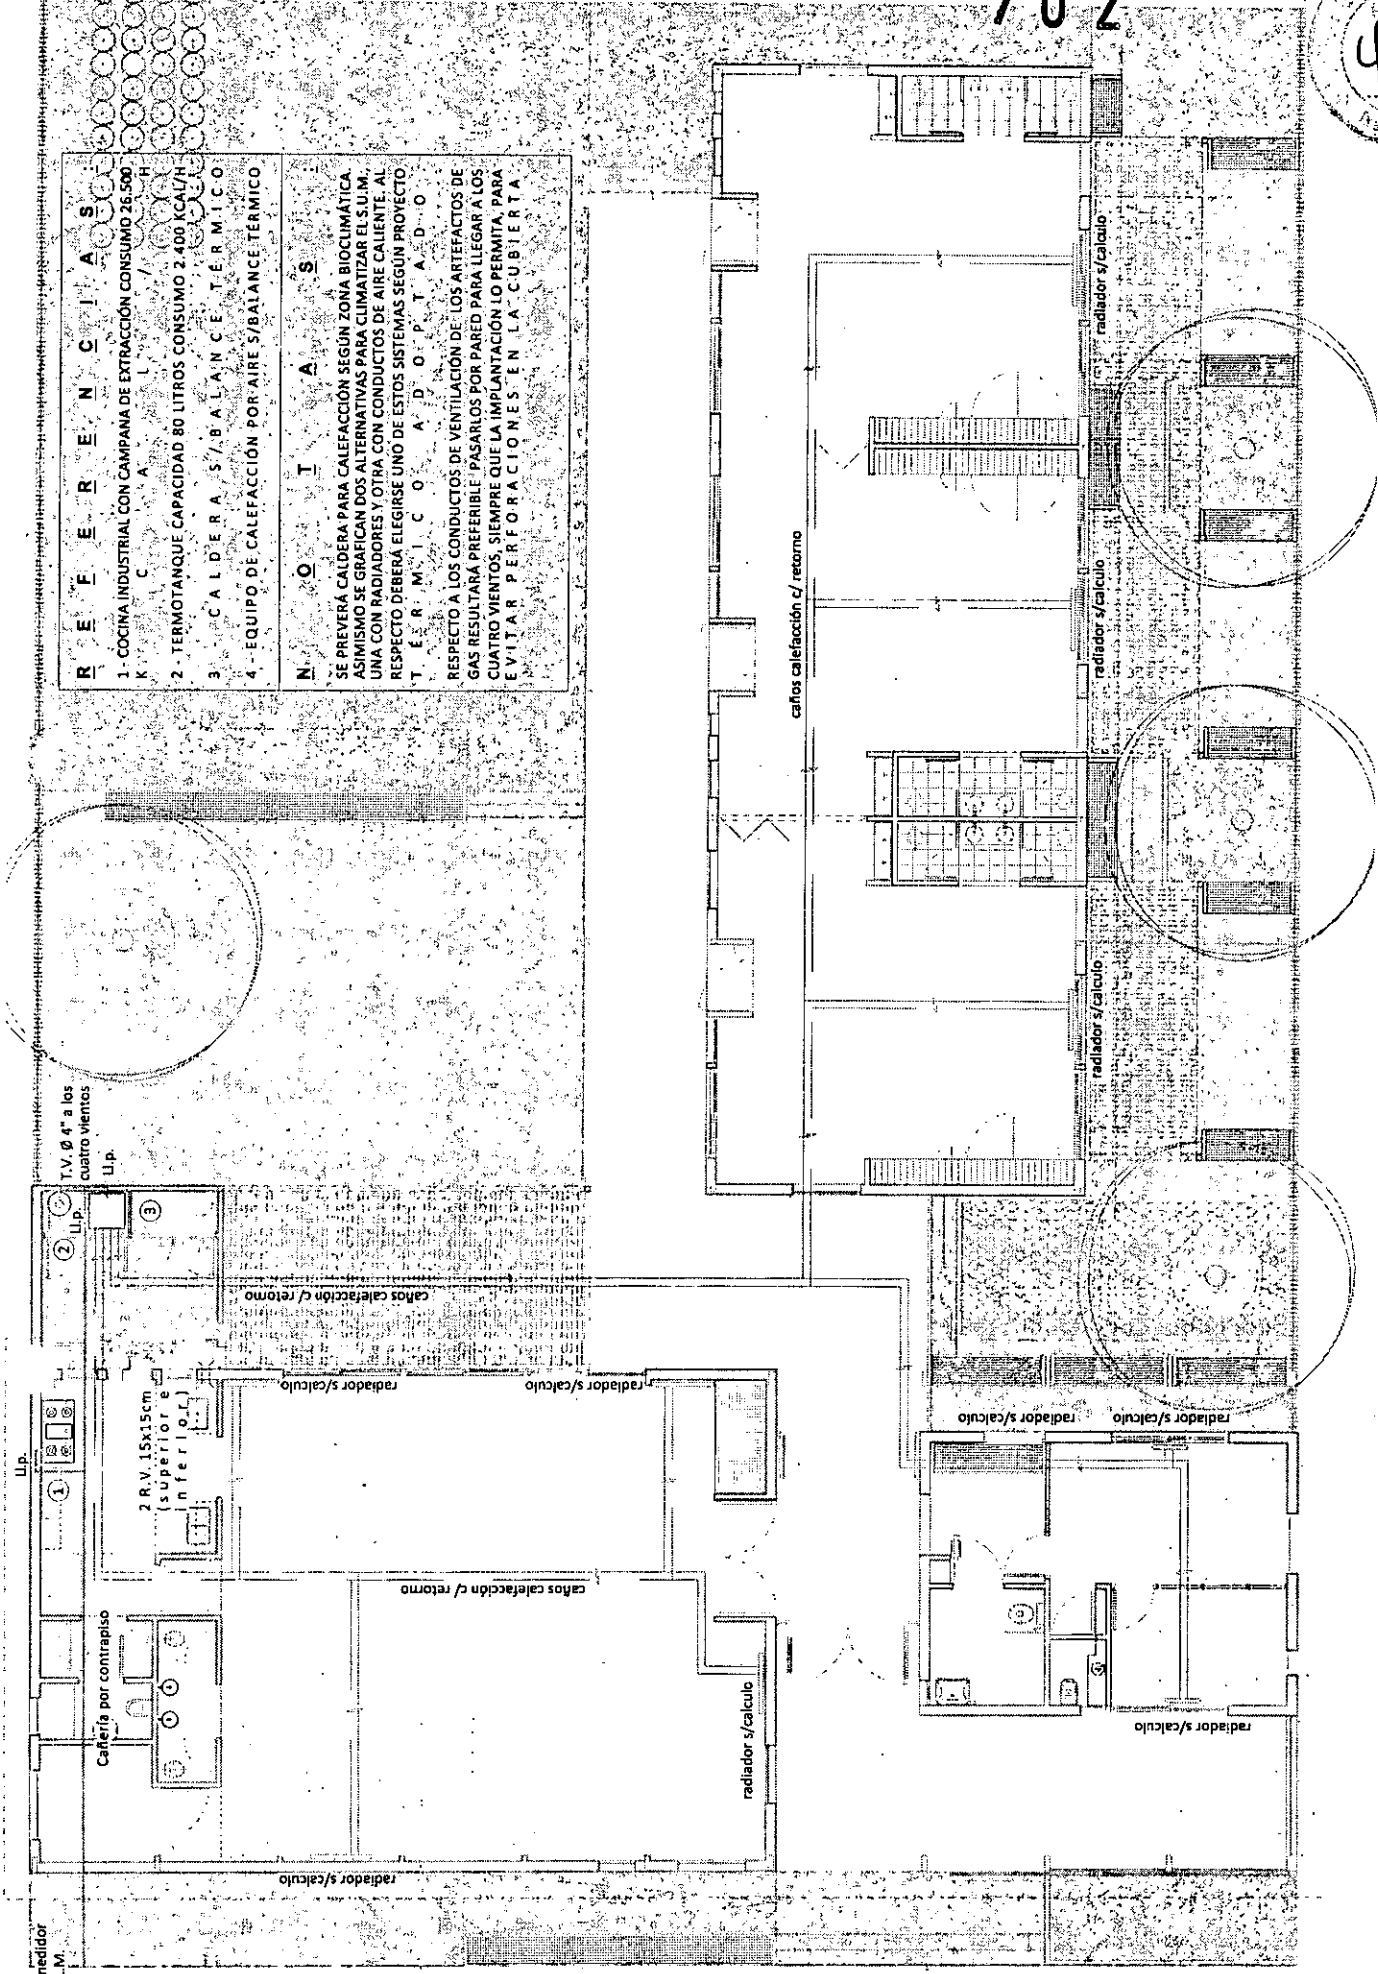 702
REFERENCIAS:
1 - COCINA INDUSTRIAL CON CAMPANA DE EXTRACCIÓN CONSUMO 26.500
KCAL/H
2 - TERMOTANQUE CAPACIDAD 80 LITROS CONSUMO 2.400 KCAL/H
3 - CALDERA S/BALANCE TÉRMICO
4 - EQUIPO DE CALEFACCIÓN POR AIRE S/BALANCE TÉRMICO
NOTAS
SE PREVERÁ CALDERA PARA CALEFACCIÓN SEGÚN ZONA BIOCLIMÁTICA.
ASIMISMO SE GRAFICAN DOS ALTERNATIVAS PARA CLIMATIZAR EL S.U.M.,
UNA CON RADIADORES Y OTRA CON CONDUCTOS DE AIRE CALIENTE. AL
RESPECTO DEBERÁ ELEGIRSE UNO DE ESTOS SISTEMAS SEGÚN PROYECTO
TÉRMICO ADOPTADO.
RESPECTO A LOS CONDUCTOS DE VENTILACIÓN DE LOS ARTEFACTOS DE
GAS RESULTARÁ PREFERIBLE PASARLOS POR PARED PARA LLEGAR A LOS
CUATRO VIENTOS, SIEMPRE QUE LA IMPLANTACIÓN LO PERMITA, PARA
EVITAR PERFORACIONES EN LA CUBIERTA
T.V. Ø 4" a los
cuatro vientos
Ll.p.
Ll.p.
Ll.p.
1
2
3
4
2 R.V. 15x15cm
(superior e
inferior)
Cañería por contrapiso
medidor
caños calefacción c/ retorno
caños calefacción c/ retorno
caños calefacción c/ retorno
radiador s/calculo
radiador s/calculo
radiador s/calculo
radiador s/calculo
radiador s/calculo
radiador s/calculo
radiador s/calculo
radiador s/calculo
radiador s/calculo
radiador s/calculo